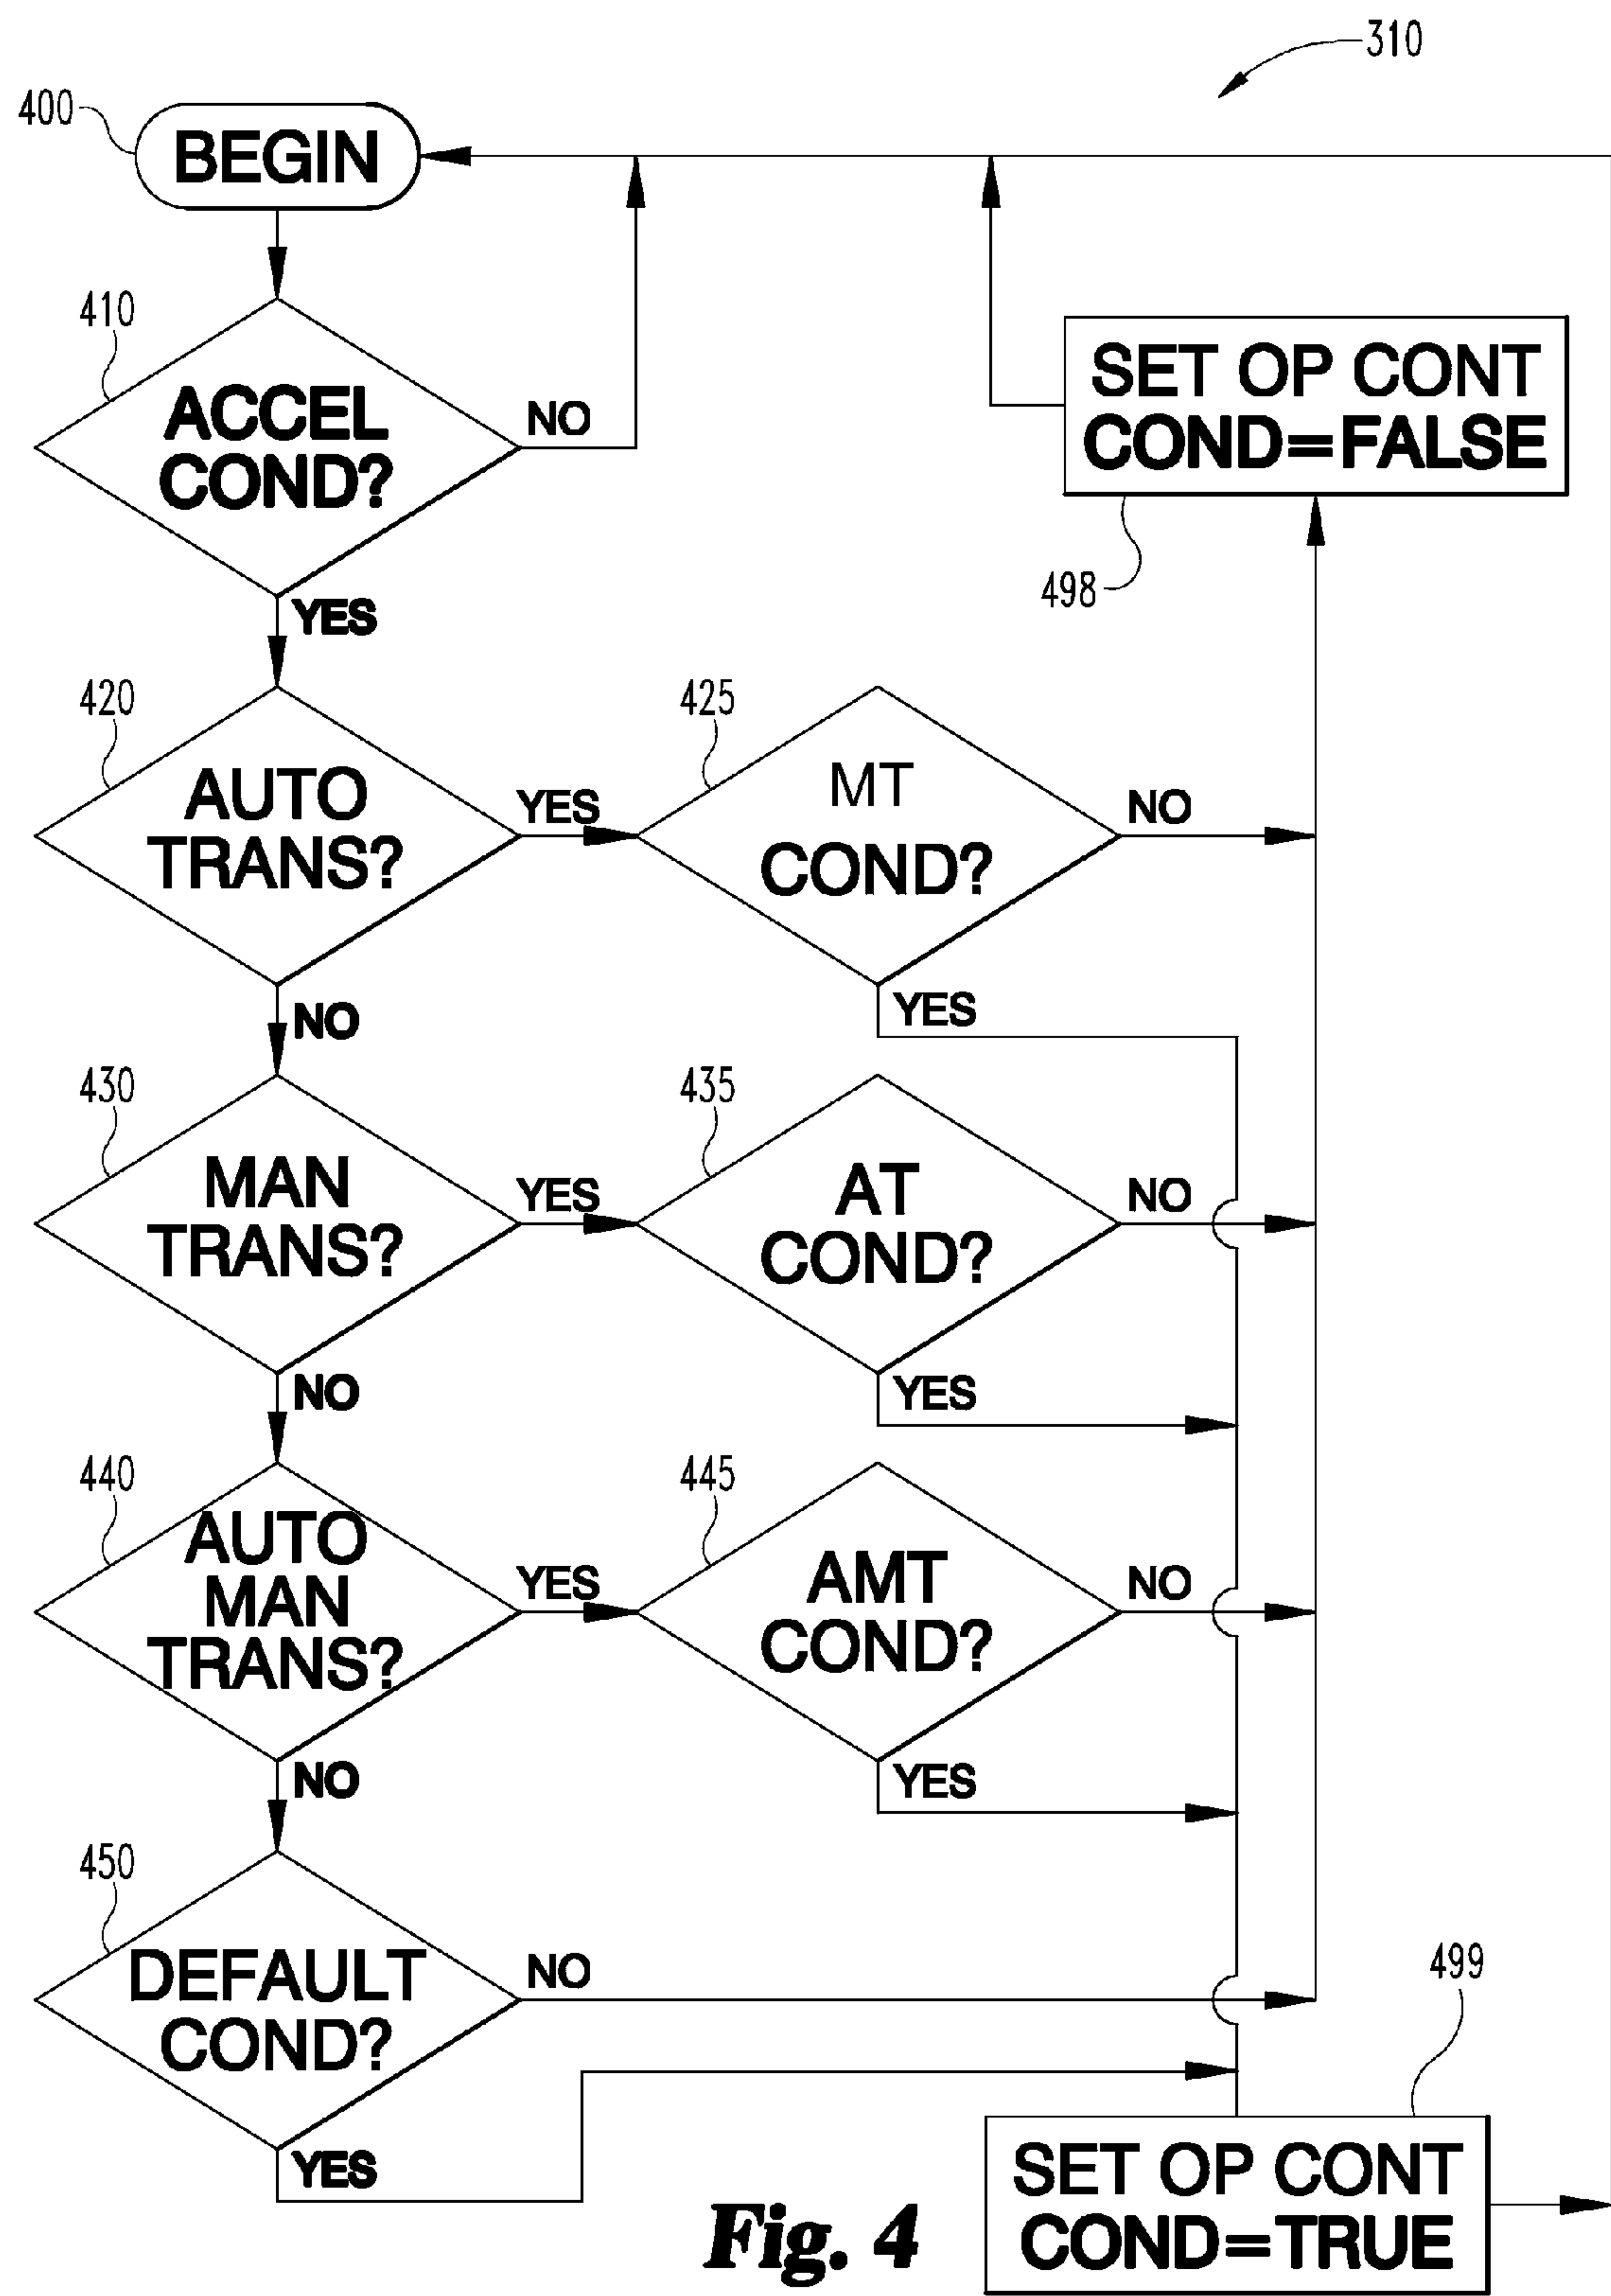 310
400
BEGIN
410
ACCEL
COND?
NO
YES
SET OP CONT
COND=FALSE
498
420
AUTO
TRANS?
YES
425
MT
COND?
NO
YES
NO
430
MAN
TRANS?
YES
435
AT
COND?
NO
YES
NO
440
AUTO
MAN
TRANS?
YES
445
AMT
COND?
NO
YES
NO
450
DEFAULT
COND?
NO
YES
499
SET OP CONT
COND=TRUE
Fig. 4